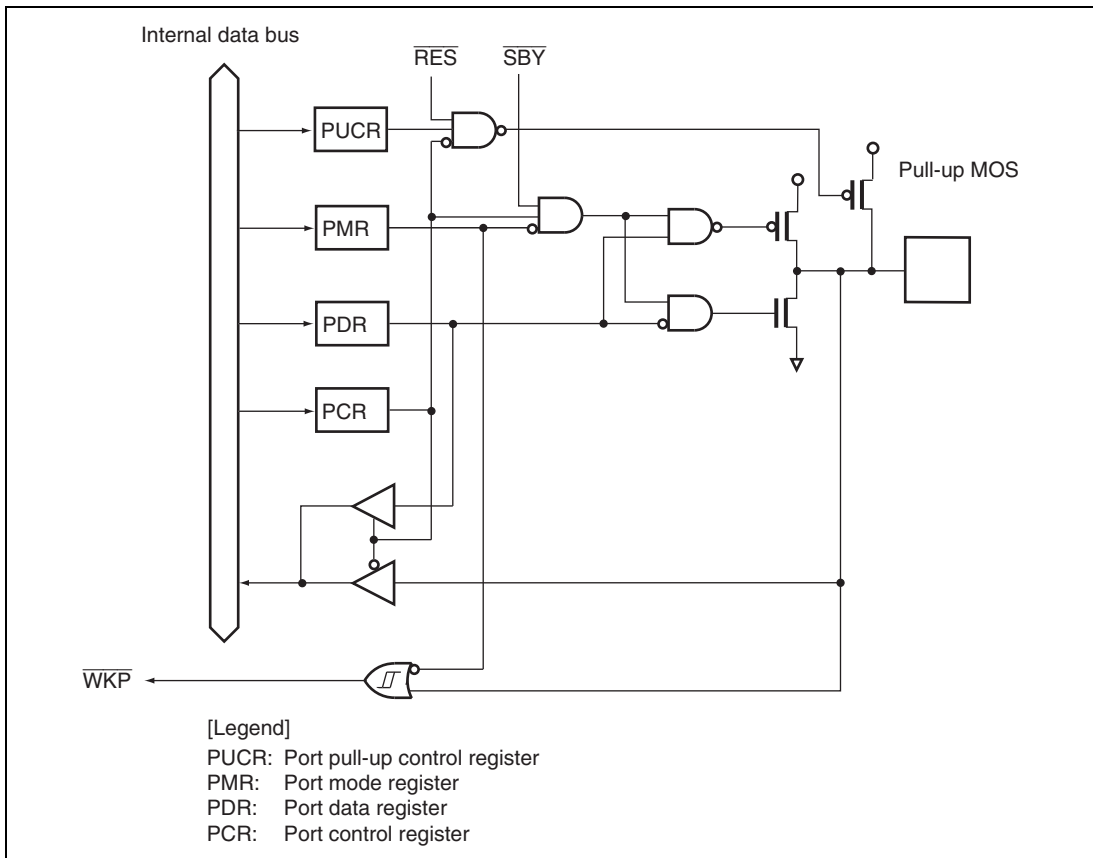 Internal data bus
RES
SBY
PUCR
Pull-up MOS
PMR
PDR
PCR
WKP
[Legend]
PUCR: Port pull-up control register
PMR: Port mode register
PDR: Port data register
PCR: Port control register